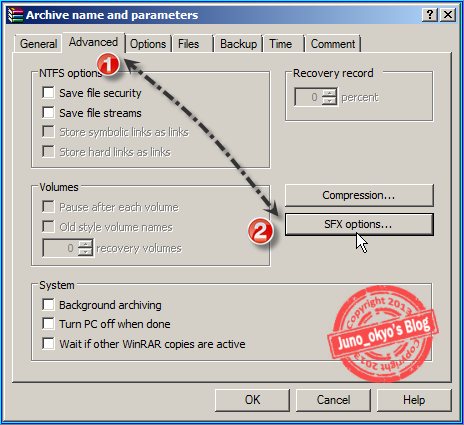 Archive name and parameters
General
Advanced
Options
Files
Backup
Time
Comment
1
NTFS options
Save file security
Save file streams
Store symbolic links as links
Store hard links as links
Recovery record
0 percent
Volumes
Pause after each volume
Old style volume names
0 recovery volumes
Compression...
2
SFX options...
System
Background archiving
Turn PC off when done
Wait if other WinRAR copies are active
Copyright 2013
Juno_okyo's Blog
Copyright 2013
OK
Cancel
Help